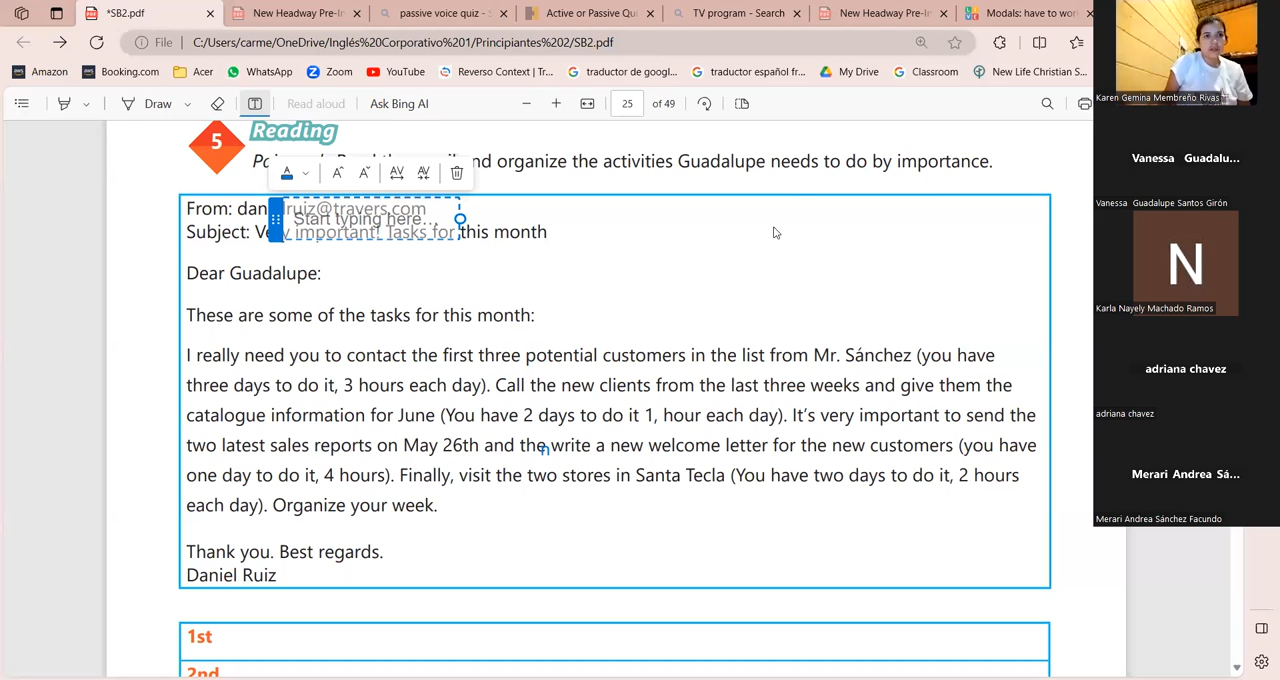 *SB2.pdf
New Headway Pre-In
passive voice quiz - S
Active or Passive Qui
TV program - Search
New Headway Pre-In
Modals: have to wor
File C:/Users/carme/OneDrive/Inglés%20Corporativo%201/Principiantes%202/SB2.pdf
Amazon Booking.com Acer WhatsApp Zoom YouTube Reverso Context | Tr... traductor de googl... traductor español fr... My Drive Classroom New Life Christian S...
Draw Read aloud Ask Bing AI 25 of 49
5 Reading
and organize the activities Guadalupe needs to do by importance.
From: dan ruiz@travers.com
Start typing here...
Subject: Very important! Tasks for this month
Dear Guadalupe:
These are some of the tasks for this month:
I really need you to contact the first three potential customers in the list from Mr. Sánchez (you have
three days to do it, 3 hours each day). Call the new clients from the last three weeks and give them the
catalogue information for June (You have 2 days to do it 1, hour each day). It's very important to send the
two latest sales reports on May 26th and the write a new welcome letter for the new customers (you have
n
one day to do it, 4 hours). Finally, visit the two stores in Santa Tecla (You have two days to do it, 2 hours
each day). Organize your week.
Thank you. Best regards.
Daniel Ruiz
1st
2nd
Karen Gemina Membreño Rivas
Vanessa Guadalu...
Vanessa Guadalupe Santos Girón
N
Karla Nayely Machado Ramos
adriana chavez
adriana chavez
Merari Andrea Sá...
Merari Andrea Sánchez Facundo